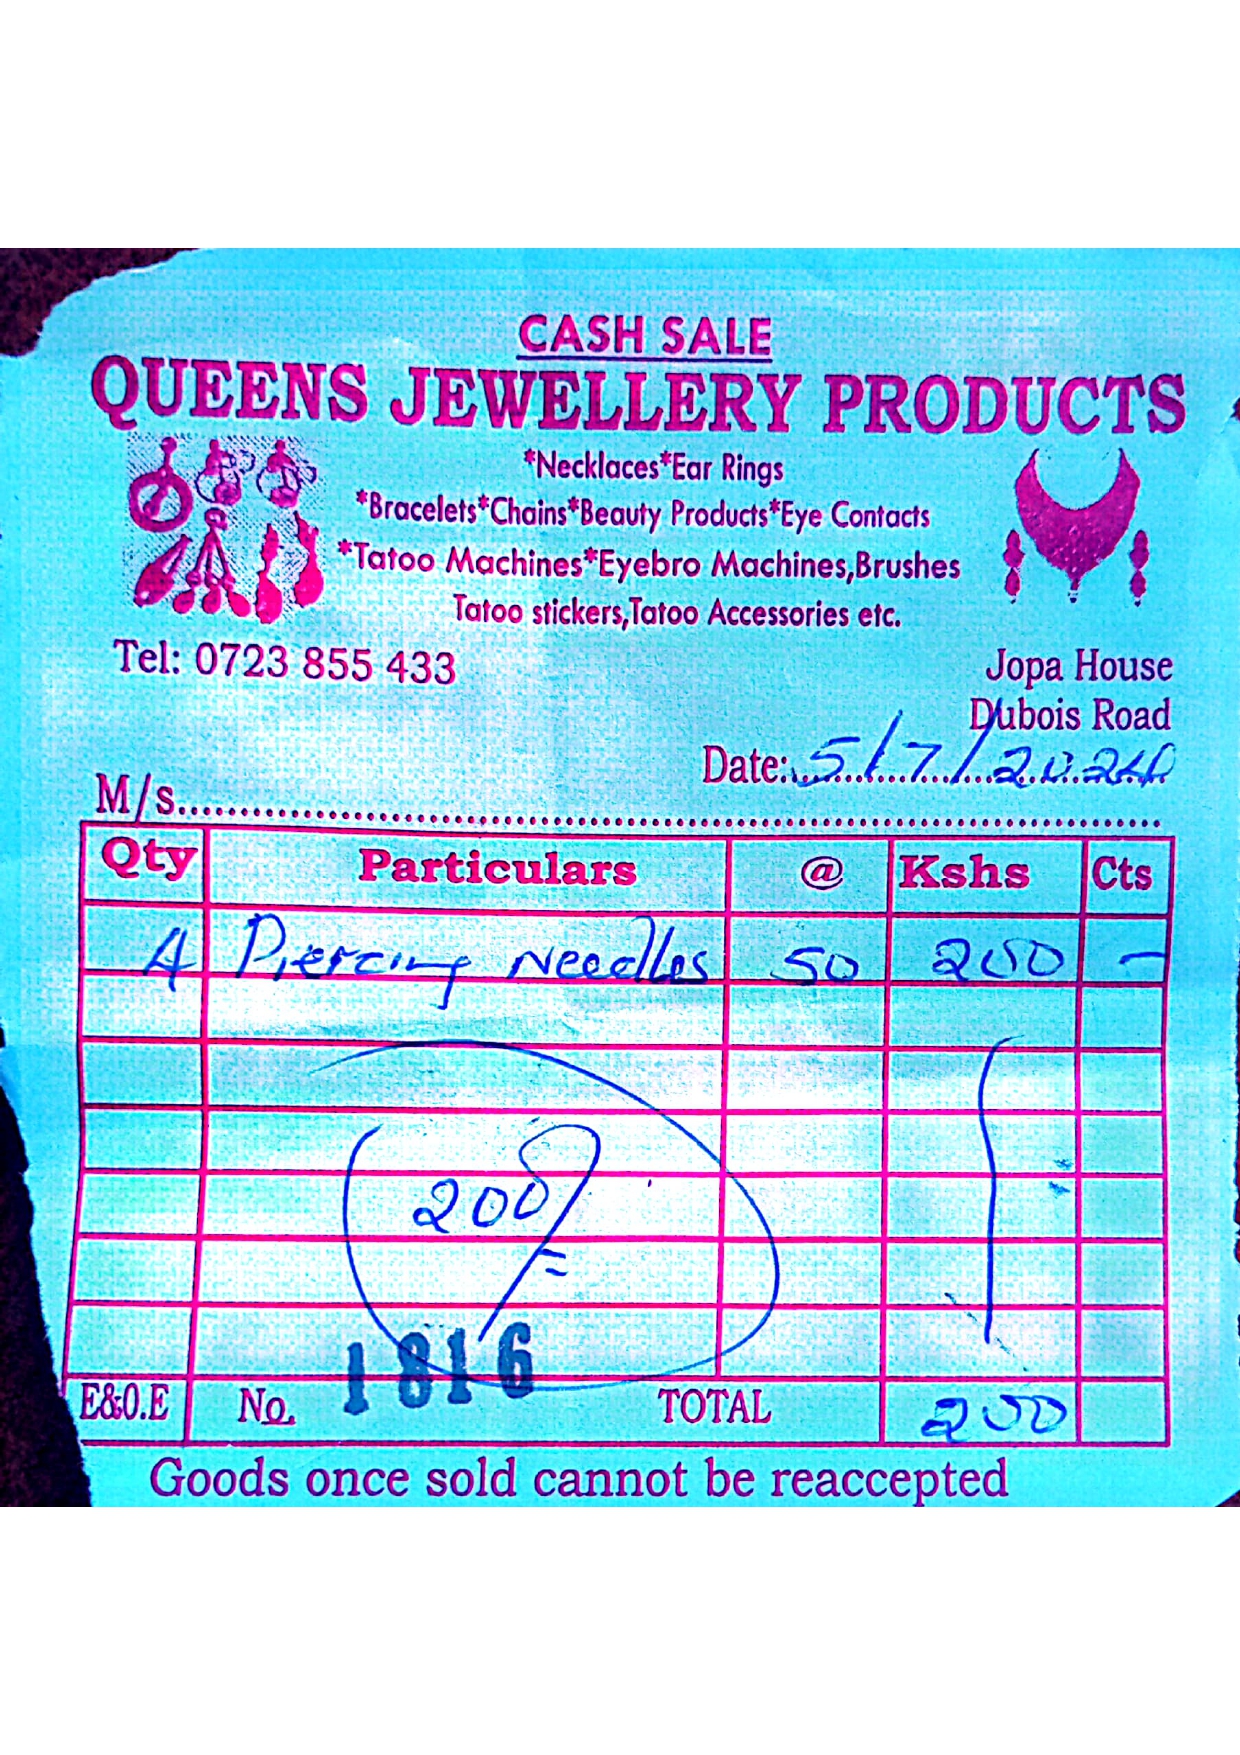 CASH SALE
QUEENS JEWELLERY PRODUCTS
*Necklaces*Ear Rings
*Bracelets*Chains*Beauty Products*Eye Contacts
*Tatoo Machines*Eyebro Machines,Brushes
Tatoo stickers,Tatoo Accessories etc.
Tel: 0723 855 433
Jopa House
Dubois Road
Date: 5/7/2024
M/s
Qty Particulars @ Kshs Cts
4 Piercing Needles 50 200 -
200/=
E&O.E No. 1816 TOTAL 200
Goods once sold cannot be reaccepted